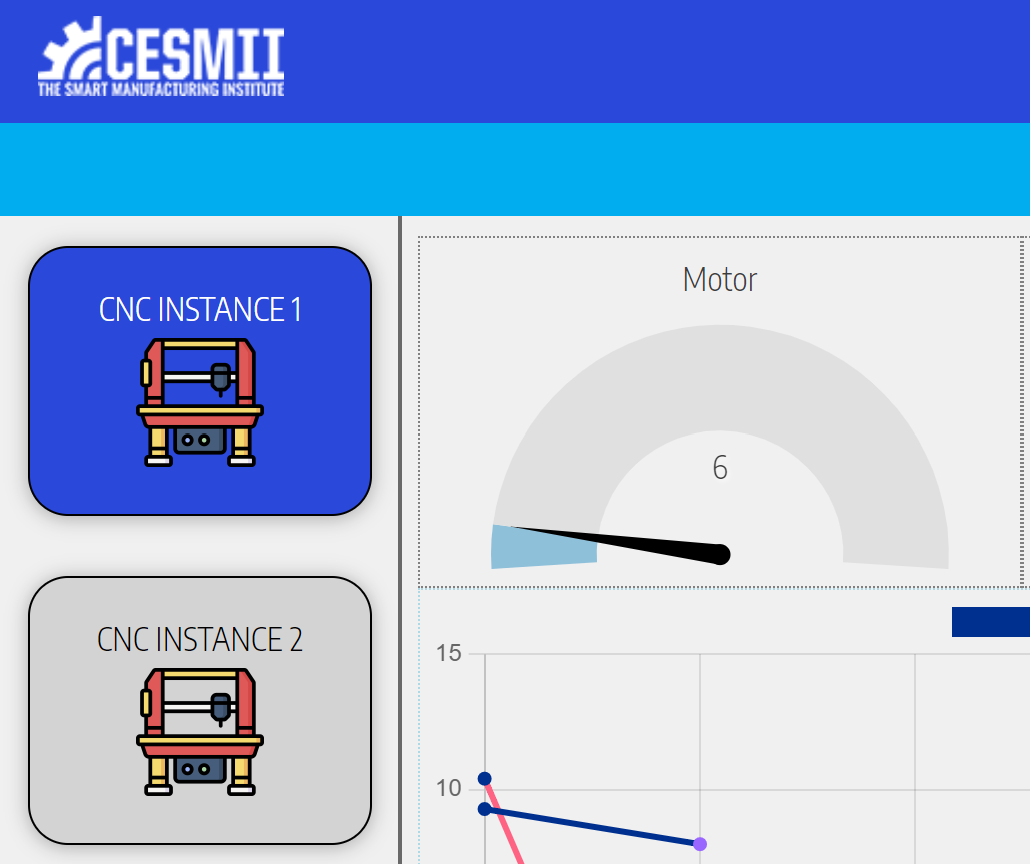 CESMII
THE SMART MANUFACTURING INSTITUTE
CNC INSTANCE 1
CNC INSTANCE 2
Motor
6
15
10